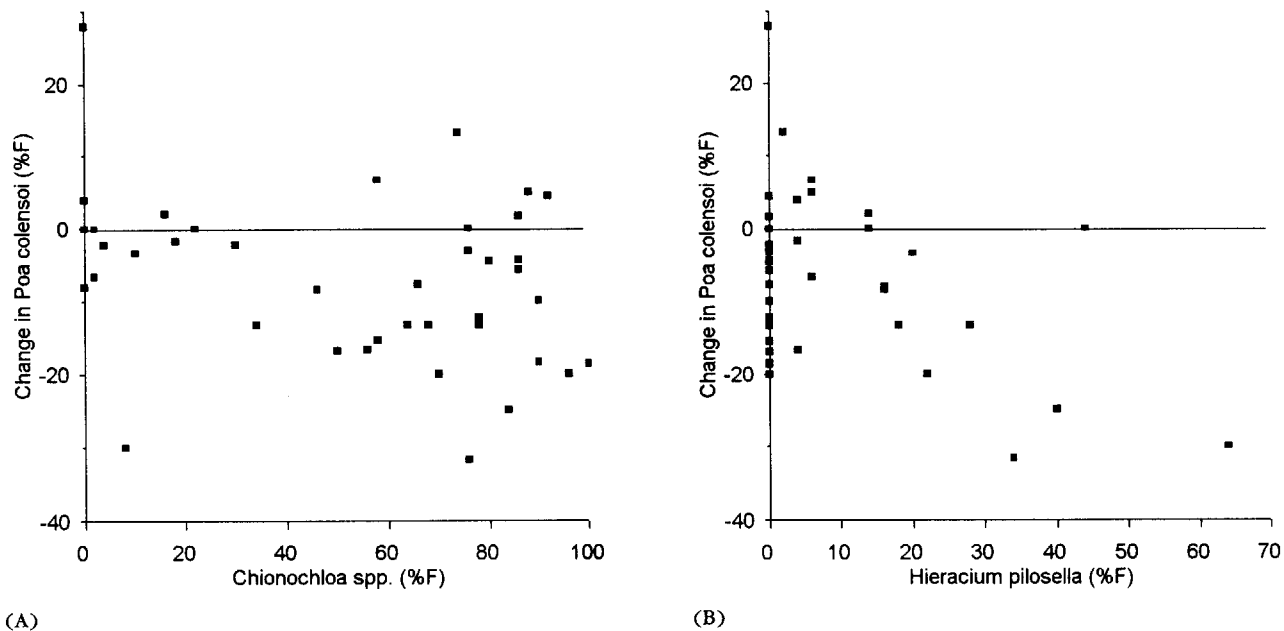 Change in Poa colensoi (%F)
20
0
-20
-40
0 20 40 60 80 100
Chionochloa spp. (%F)
(A)
Change in Poa colensoi (%F)
20
0
-20
-40
0 10 20 30 40 50 60 70
Hieracium pilosella (%F)
(B)